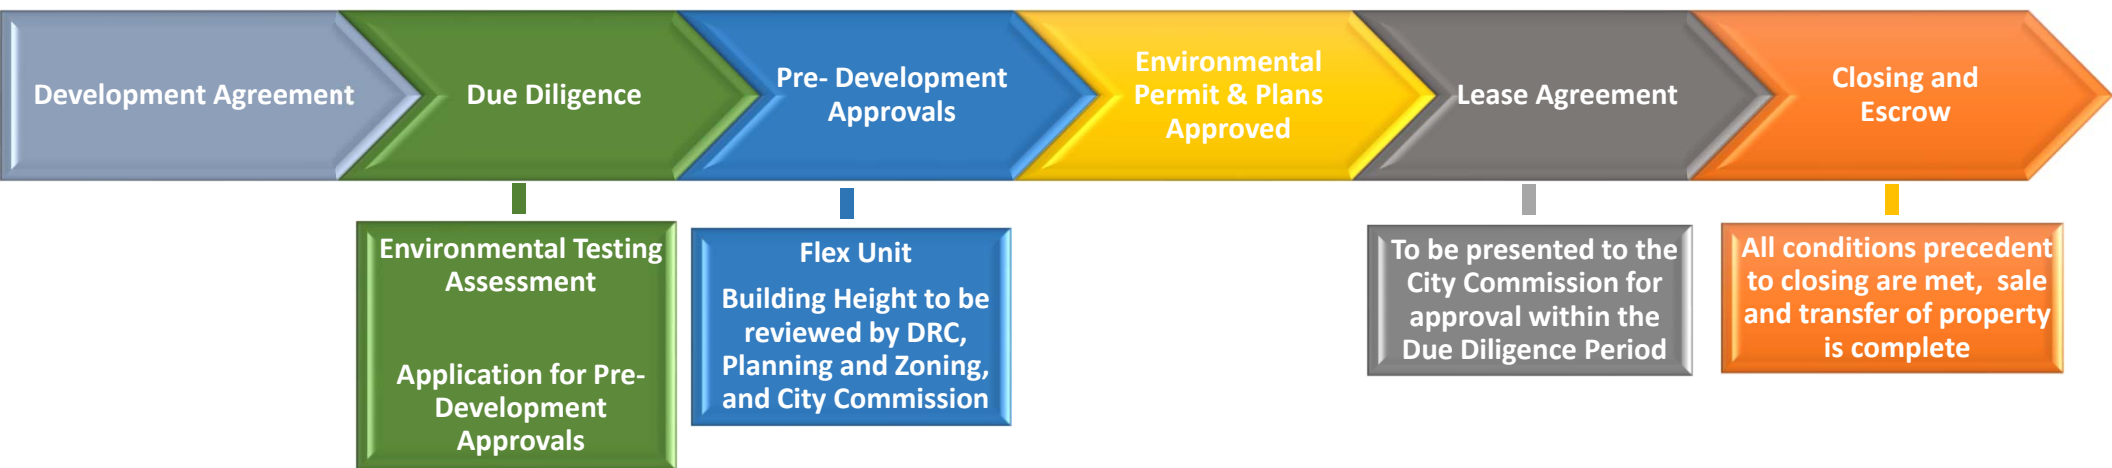 Development Agreement
Due Diligence
Pre- Development
Approvals
Environmental
Permit & Plans
Approved
Lease Agreement
Closing and
Escrow
Environmental Testing
Assessment
Application for Pre-
Development
Approvals
Flex Unit
Building Height to be
reviewed by DRC,
Planning and Zoning,
and City Commission
To be presented to the
City Commission for
approval within the
Due Diligence Period
All conditions precedent
to closing are met,  sale
and transfer of property
is complete